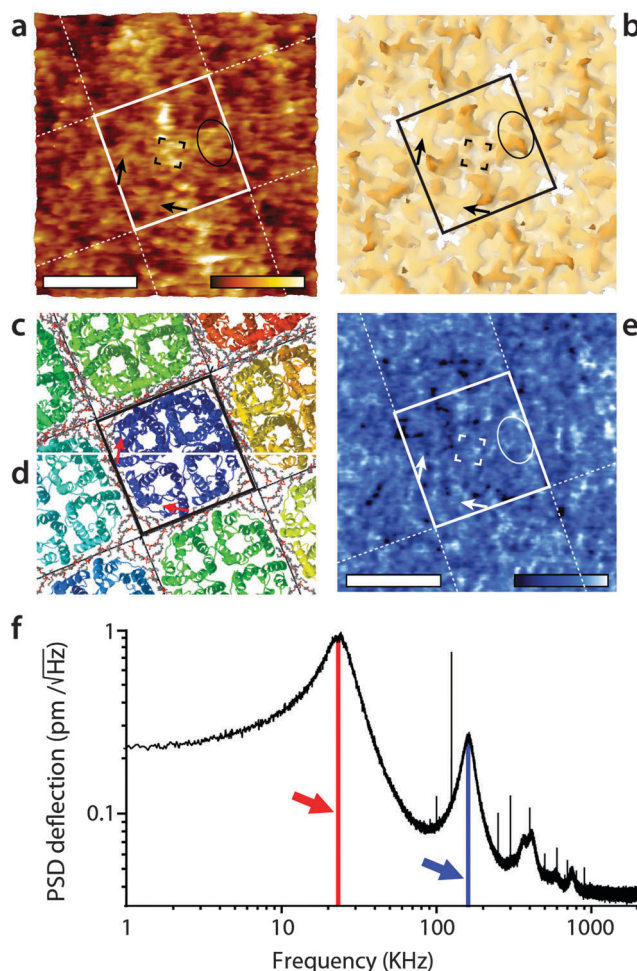 a
b
c
d
e
f
PSD deflection (pm /√Hz)
1
0.1
1
10
100
1000
Frequency (KHz)